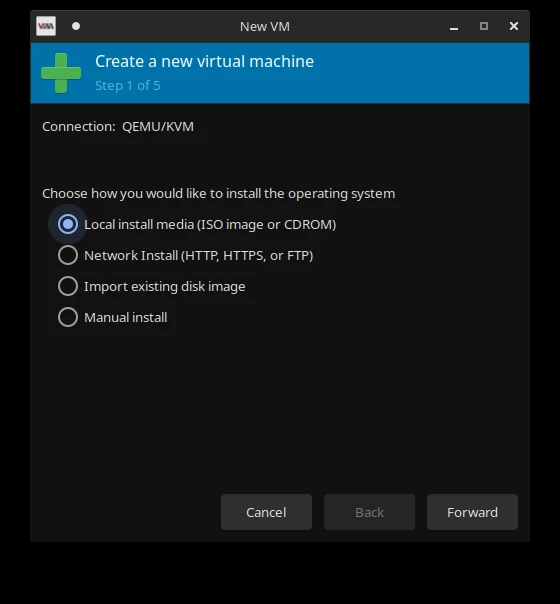 New VM
Create a new virtual machine
Step 1 of 5
Connection: QEMU/KVM
Choose how you would like to install the operating system
Local install media (ISO image or CDROM)
Network Install (HTTP, HTTPS, or FTP)
Import existing disk image
Manual install
Cancel Back Forward